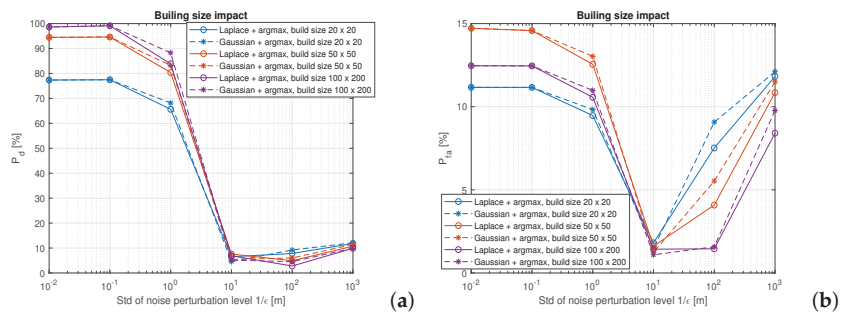 Builing size impact
100
90
80
70
60
50
40
30
20
10
0
P_d [%]
Laplace + argmax, build size 20 x 20
Gaussian + argmax, build size 20 x 20
Laplace + argmax, build size 50 x 50
Gaussian + argmax, build size 50 x 50
Laplace + argmax, build size 100 x 200
Gaussian + argmax, build size 100 x 200
10^-2 10^-1 10^0 10^1 10^2 10^3
Std of noise perturbation level 1/ϵ [m]
(a)
Builing size impact
15
10
5
0
P_fa [%]
Laplace + argmax, build size 20 x 20
Gaussian + argmax, build size 20 x 20
Laplace + argmax, build size 50 x 50
Gaussian + argmax, build size 50 x 50
Laplace + argmax, build size 100 x 200
Gaussian + argmax, build size 100 x 200
10^-2 10^-1 10^0 10^1 10^2 10^3
Std of noise perturbation level 1/ϵ [m]
(b)